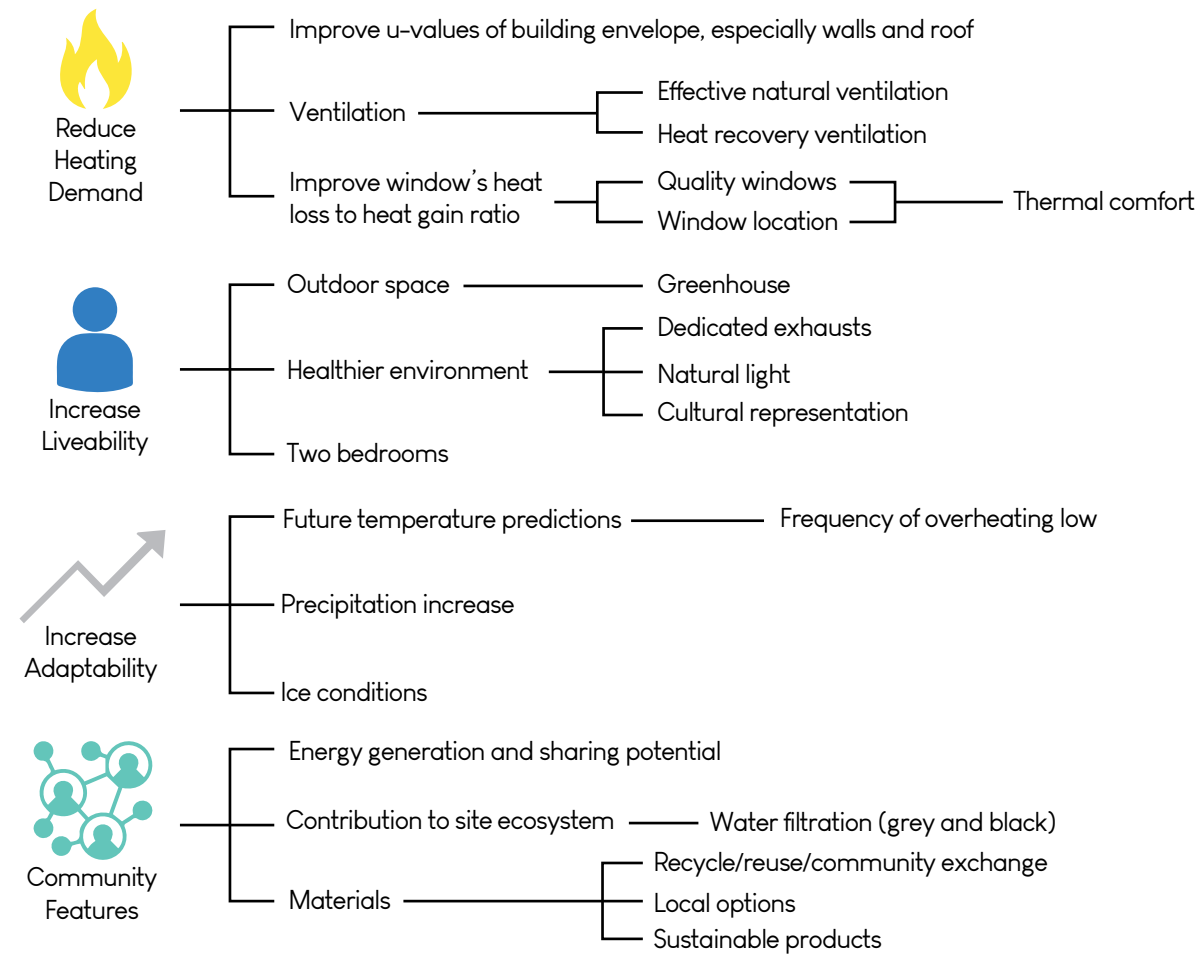 Reduce
Heating
Demand
Improve u-values of building envelope, especially walls and roof
Ventilation
Effective natural ventilation
Heat recovery ventilation
Improve window's heat
loss to heat gain ratio
Quality windows
Window location
Thermal comfort
Increase
Liveability
Outdoor space
Greenhouse
Healthier environment
Dedicated exhausts
Natural light
Cultural representation
Two bedrooms
Increase
Adaptability
Future temperature predictions
Frequency of overheating low
Precipitation increase
Ice conditions
Community
Features
Energy generation and sharing potential
Contribution to site ecosystem
Water filtration (grey and black)
Materials
Recycle/reuse/community exchange
Local options
Sustainable products